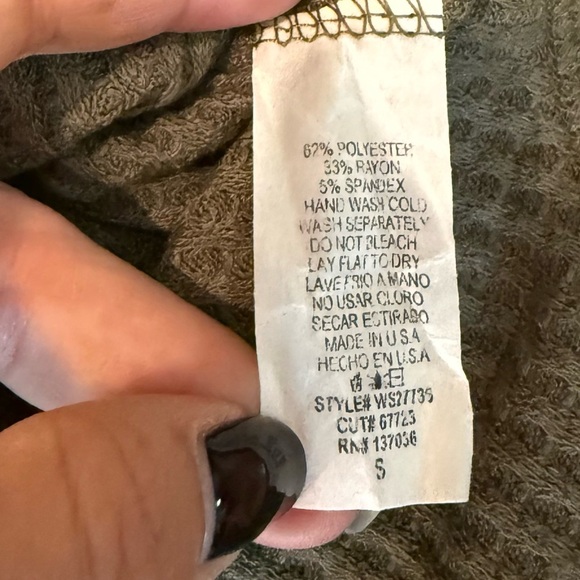 62% POLYESTER
33% RAYON
5% SPANDEX
HAND WASH COLD
WASH SEPARATELY
DO NOT BLEACH
LAY FLAT TO DRY
LAVE FRIO A MANO
NO USAR CLORO
SECAR ESTIRADO
MADE IN U.S.A
HECHO EN U.S.A
STYLE# WS27739
CUT# 67723
RN# 137036
S